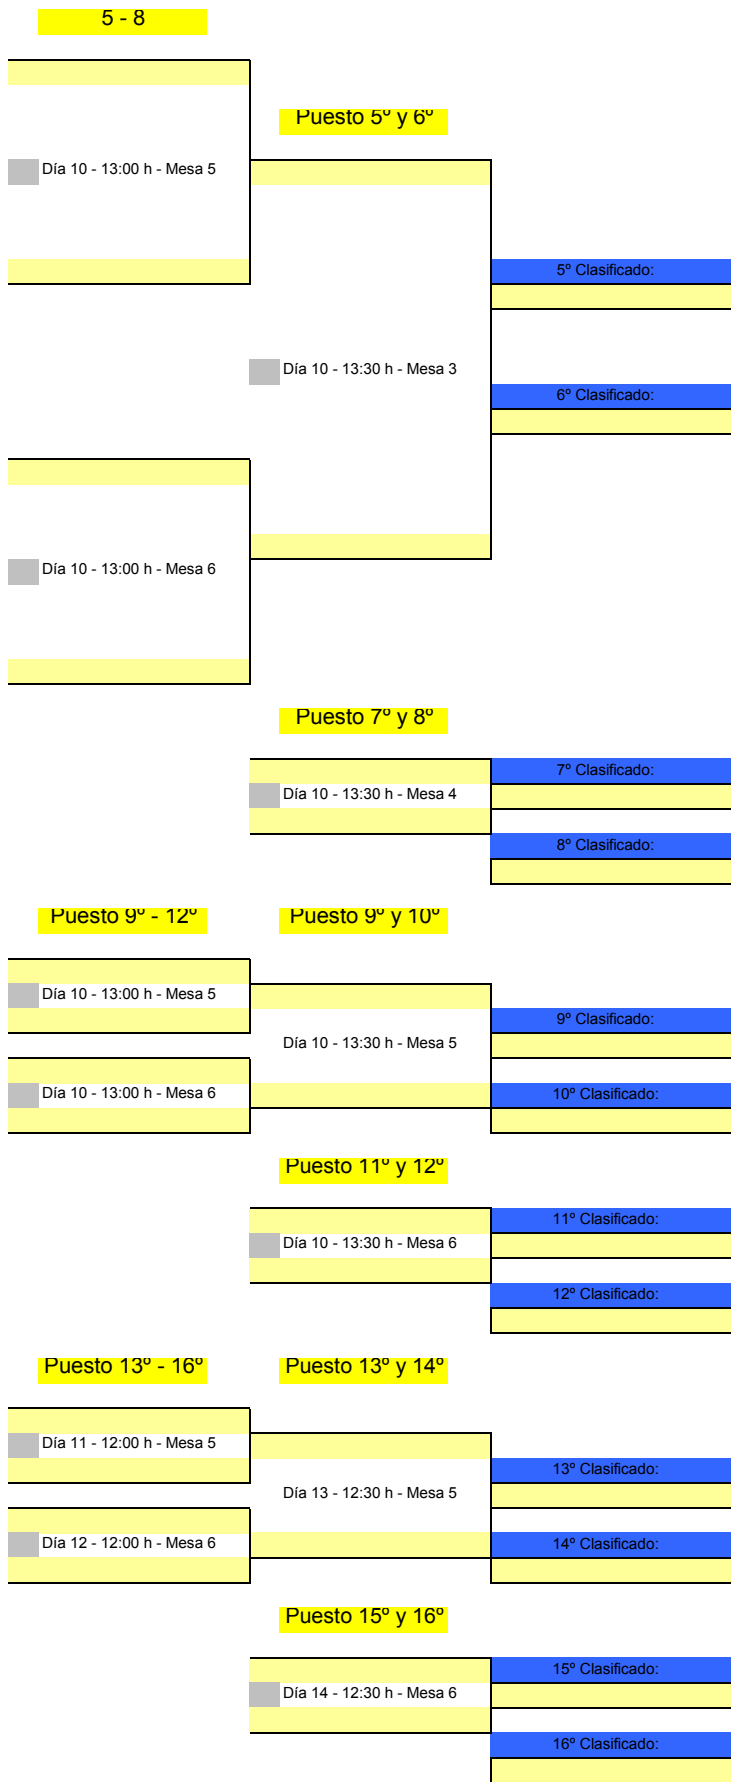 5 - 8
Puesto 5º y 6º
Día 10 - 13:00 h - Mesa 5
5º Clasificado:
Día 10 - 13:30 h - Mesa 3
6º Clasificado:
Día 10 - 13:00 h - Mesa 6
Puesto 7º y 8º
7º Clasificado:
Día 10 - 13:30 h - Mesa 4
8º Clasificado:
Puesto 9º - 12º
Puesto 9º y 10º
Día 10 - 13:00 h - Mesa 5
9º Clasificado:
Día 10 - 13:30 h - Mesa 5
Día 10 - 13:00 h - Mesa 6
10º Clasificado:
Puesto 11º y 12º
11º Clasificado:
Día 10 - 13:30 h - Mesa 6
12º Clasificado:
Puesto 13º - 16º
Puesto 13º y 14º
Día 11 - 12:00 h - Mesa 5
13º Clasificado:
Día 13 - 12:30 h - Mesa 5
Día 12 - 12:00 h - Mesa 6
14º Clasificado:
Puesto 15º y 16º
15º Clasificado:
Día 14 - 12:30 h - Mesa 6
16º Clasificado: